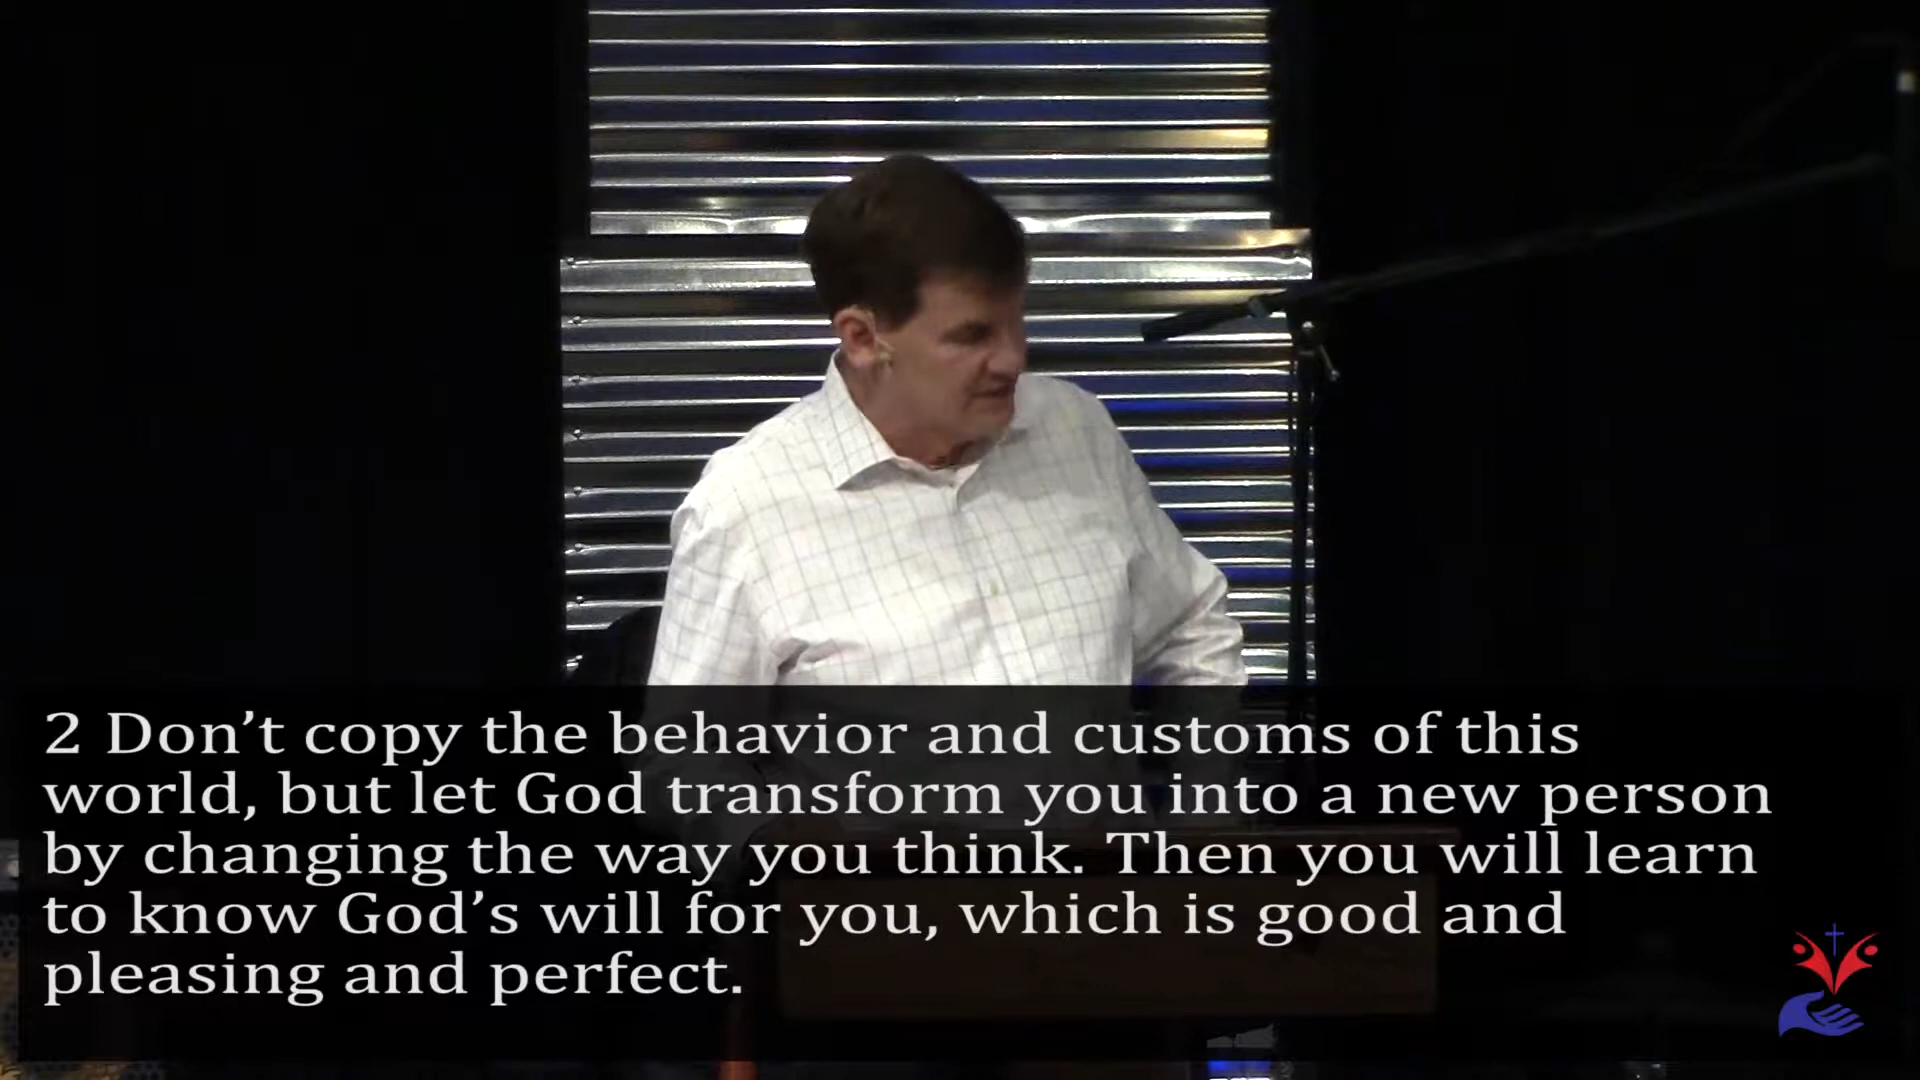 2 Don’t copy the behavior and customs of this
world, but let God transform you into a new person
by changing the way you think. Then you will learn
to know God’s will for you, which is good and
pleasing and perfect.